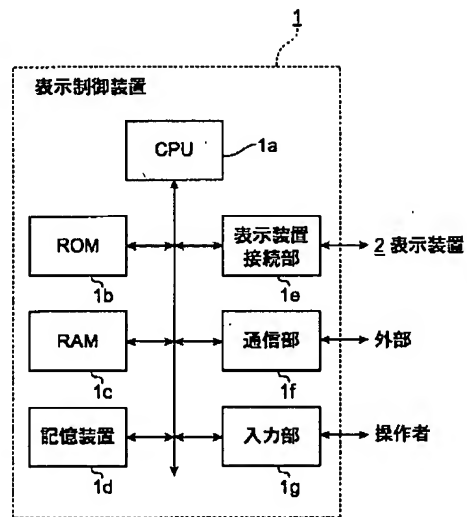 1
表示制御装置
CPU
1a
ROM
1b
表示装置
接続部
1e
2 表示装置
RAM
1c
通信部
1f
外部
記憶装置
1d
入力部
1g
操作者